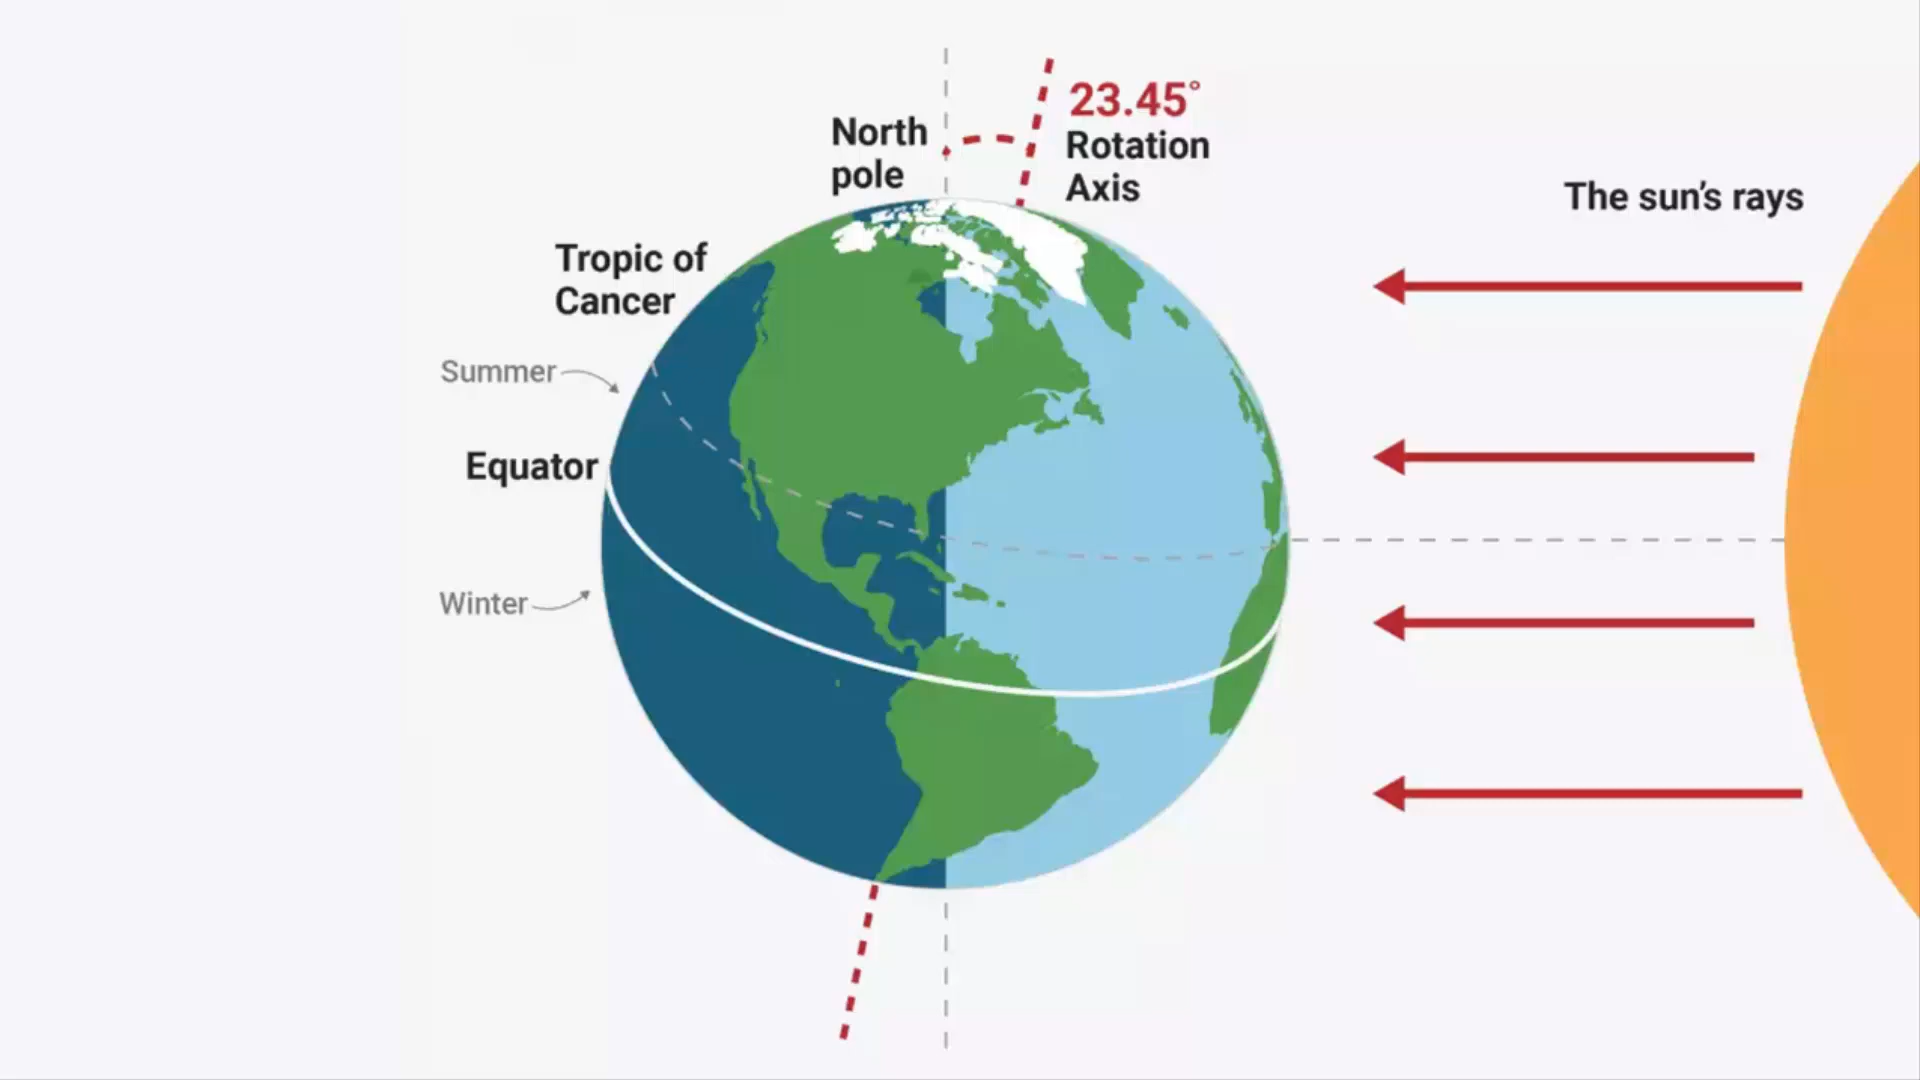 23.45°
Rotation
Axis
North
pole
The sun's rays
Tropic of
Cancer
Summer
Equator
Winter